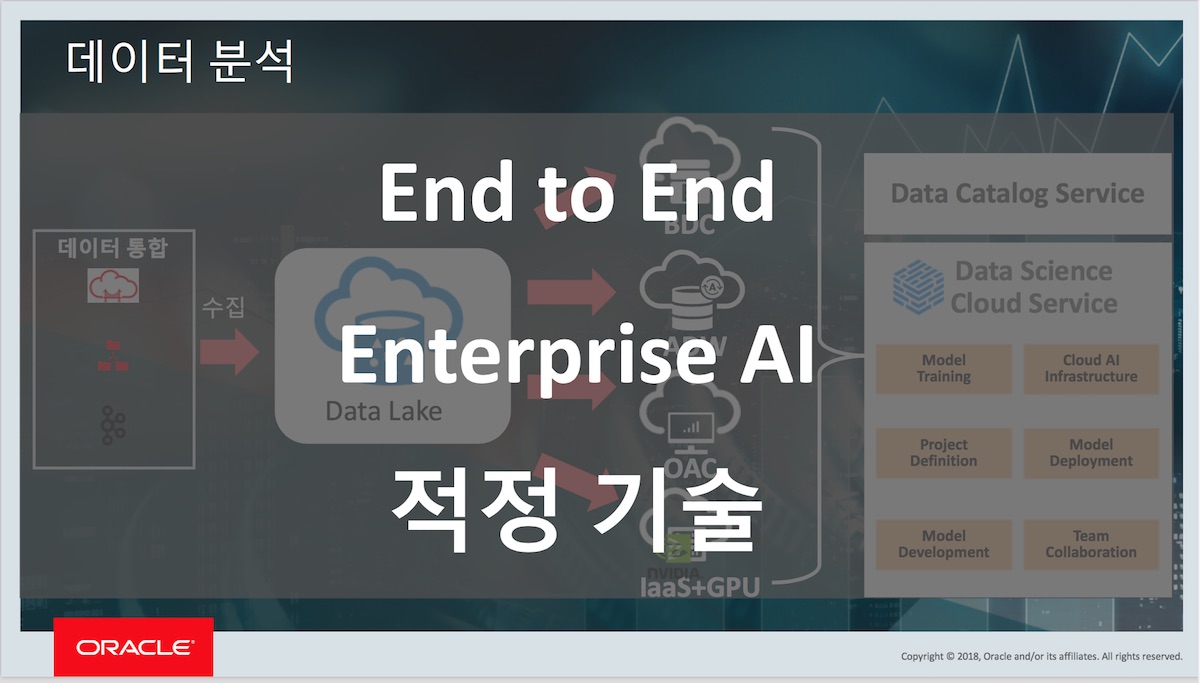 데이터 분석
End to End
Enterprise AI
적정 기술
데이터 통합
수집
Data Lake
BDC
ADW
OAC
NVIDIA
IaaS+GPU
Data Catalog Service
Data Science
Cloud Service
Model
Training
Cloud AI
Infrastructure
Project
Definition
Model
Deployment
Model
Development
Team
Collaboration
ORACLE®
Copyright © 2018, Oracle and/or its affiliates. All rights reserved.